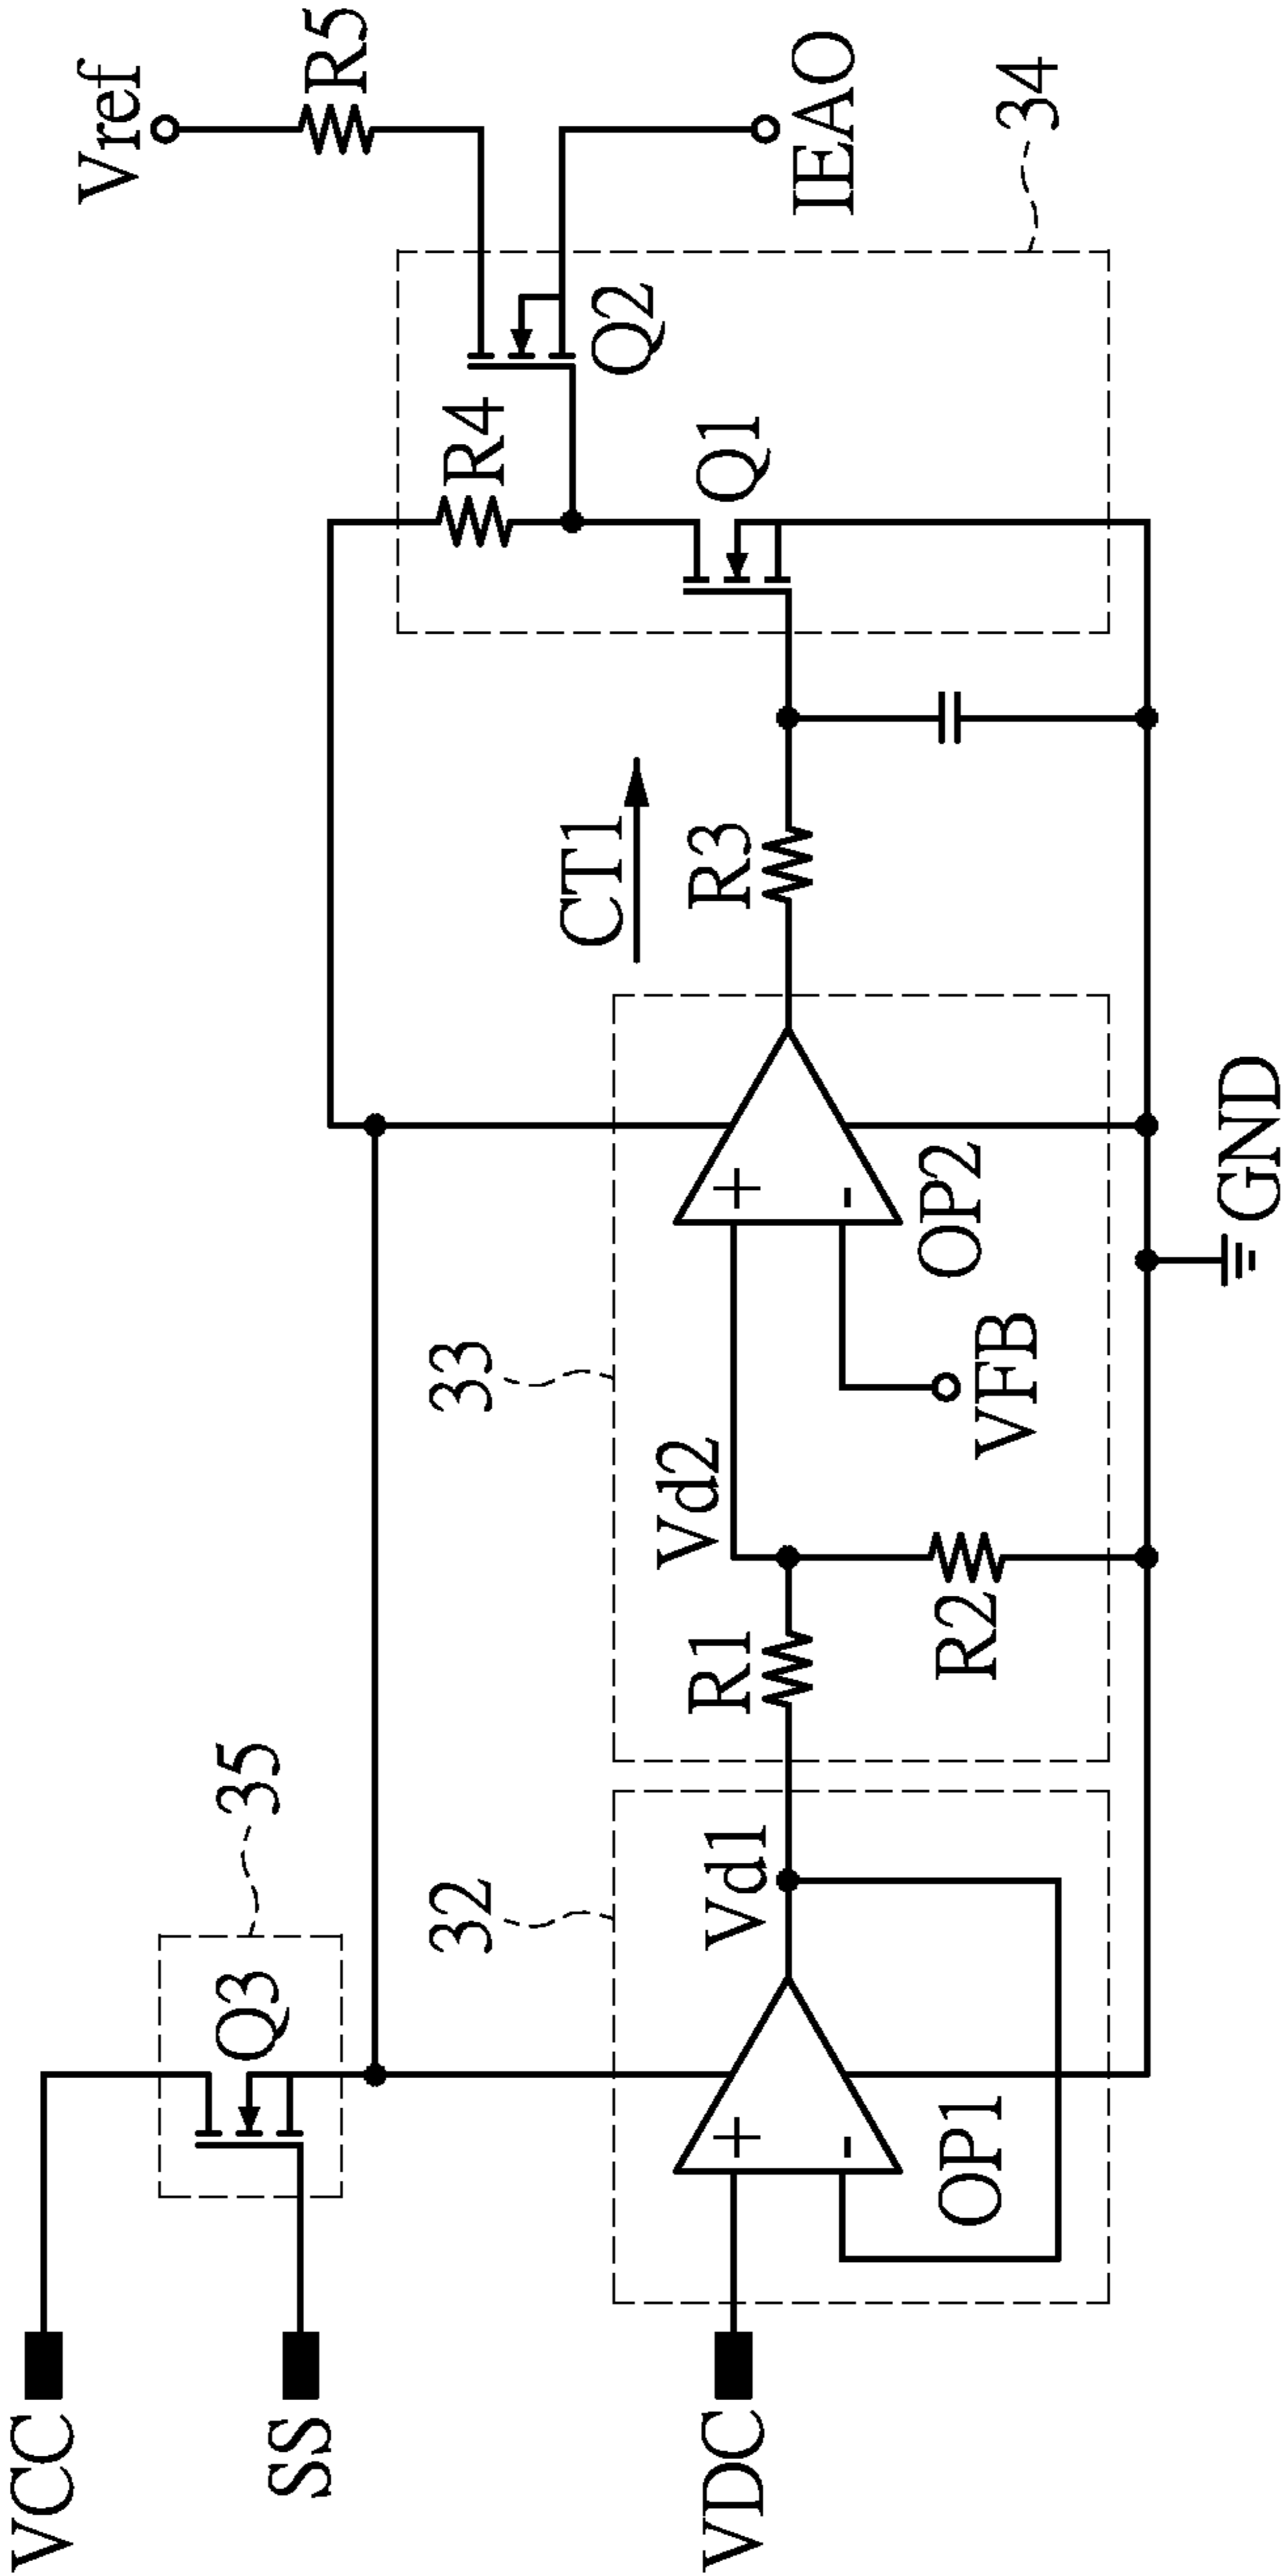 VCC
SS
VDC
35
Q3
32
OP1
Vd1
33
R1
R2
Vd2
VFB
OP2
GND
CT1
R3
R4
Q1
Q2
34
Vref
R5
IEAO
+
-
+
-